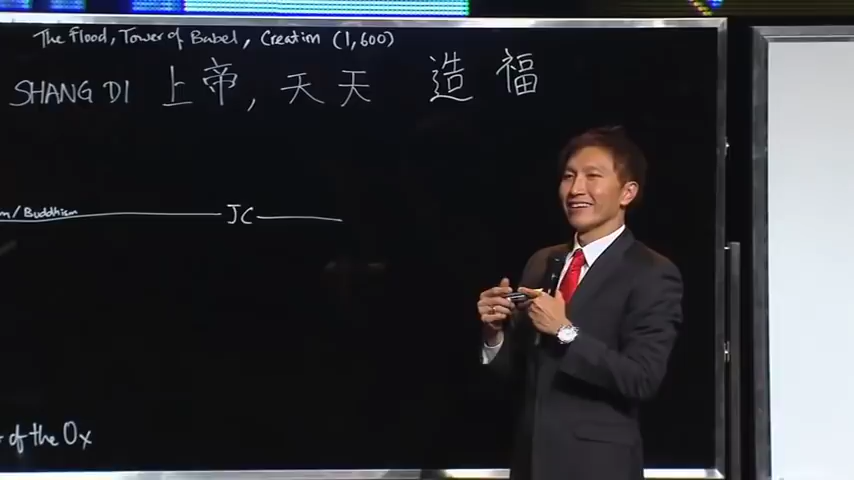 The Flood, Tower of Babel, Creation (1,600)
SHANG DI 上帝, 天天 造 福
m/Buddhism JC
of the Ox